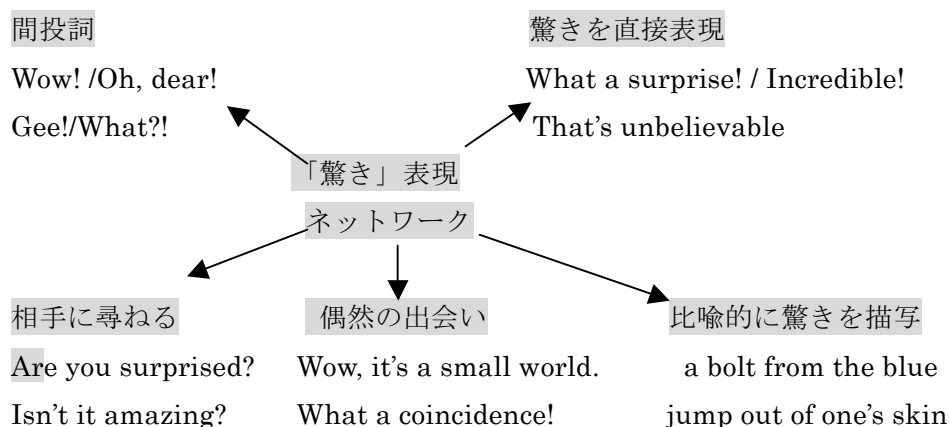 間投詞
Wow! /Oh, dear!
Gee!/What?!
驚きを直接表現
What a surprise! / Incredible!
That's unbelievable
「驚き」表現
ネットワーク
相手に尋ねる
Are you surprised?
Isn't it amazing?
偶然の出会い
Wow, it's a small world.
What a coincidence!
比喩的に驚きを描写
a bolt from the blue
jump out of one's skin